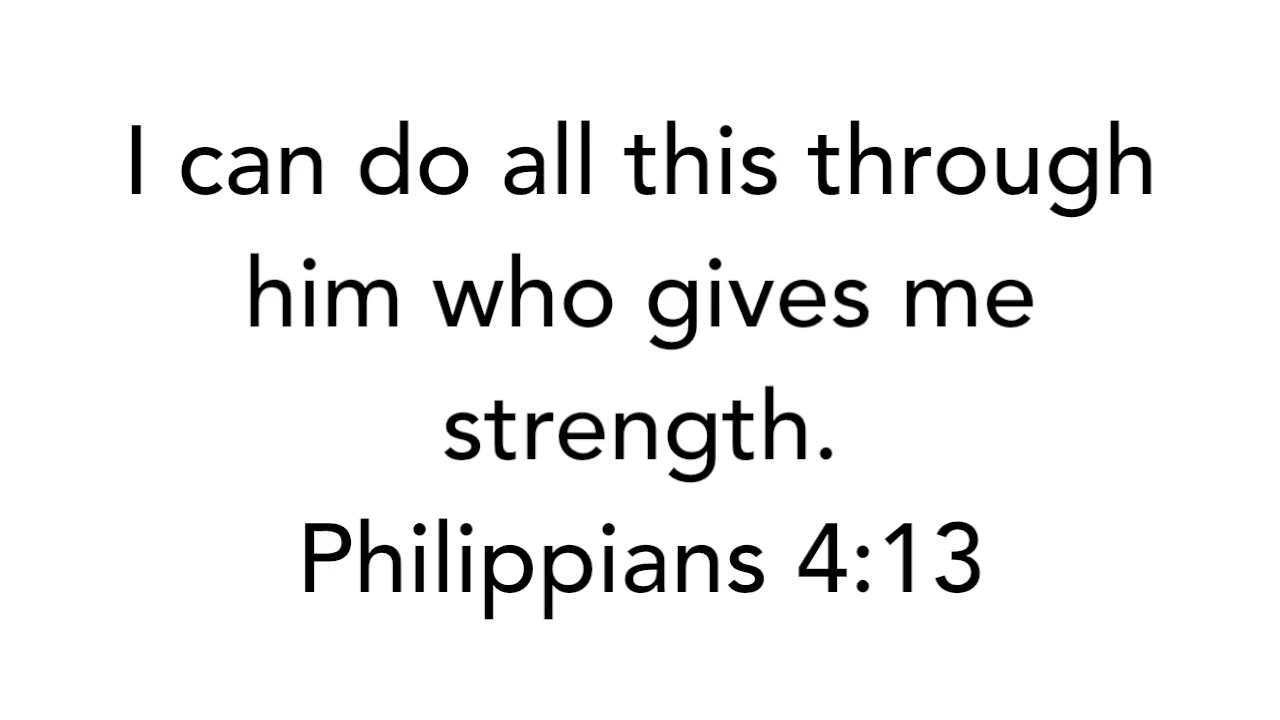 I can do all this through
him who gives me
strength.
Philippians 4:13